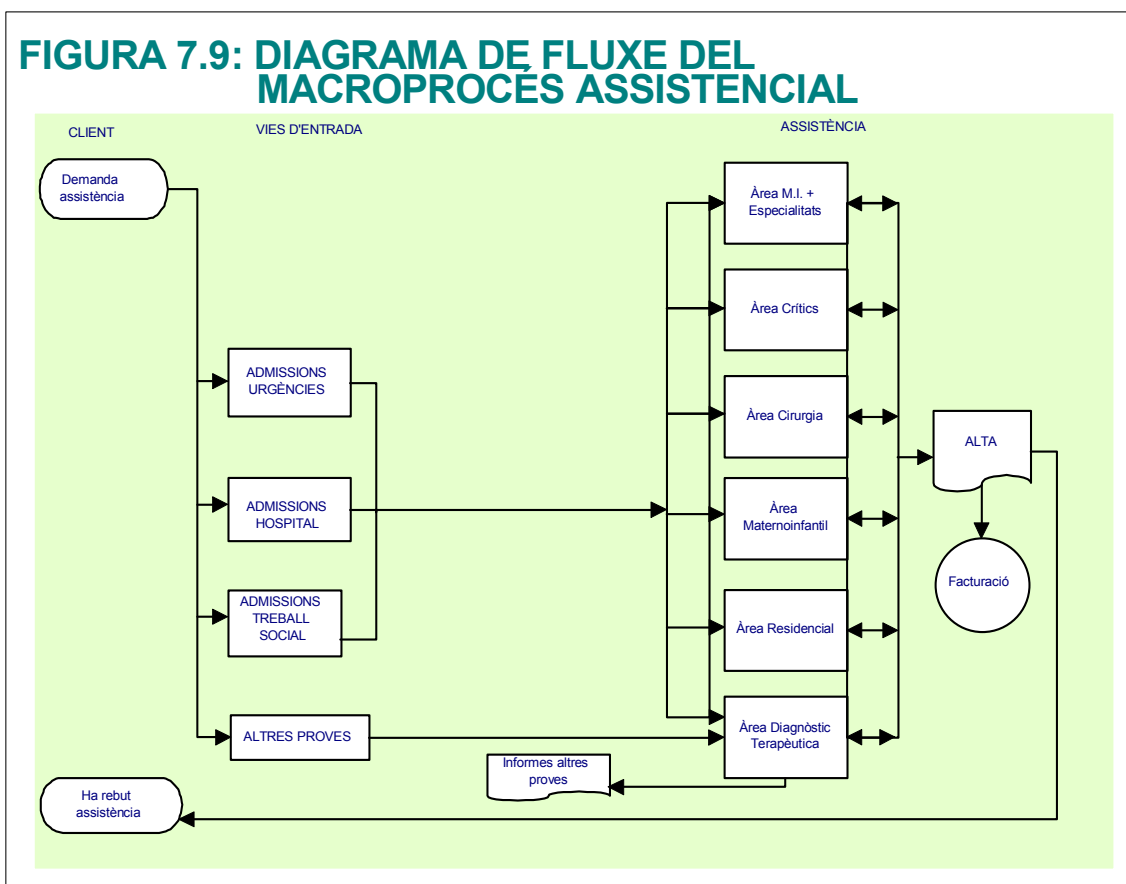 FIGURA 7.9: DIAGRAMA DE FLUXE DEL
MACROPROCÉS ASSISTENCIAL
CLIENT
VIES D'ENTRADA
ASSISTÈNCIA
Demanda
assistència
Àrea M.I. +
Especialitats
Àrea Crítics
ADMISSIONS
URGÈNCIES
Àrea Cirurgia
ALTA
ADMISSIONS
HOSPITAL
Àrea
Maternoinfantil
Facturació
ADMISSIONS
TREBALL
SOCIAL
Àrea Residencial
ALTRES PROVES
Àrea Diagnòstic
Terapèutica
Informes altres
proves
Ha rebut
assistència